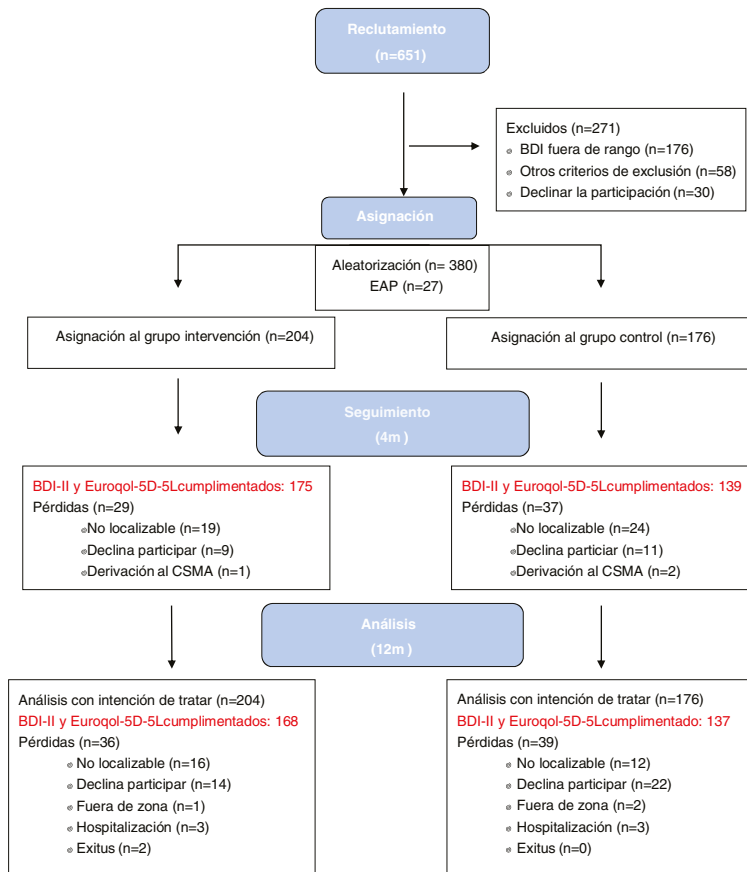 Reclutamiento
(n=651)
Excluidos (n=271)
BDI fuera de rango (n=176)
Otros criterios de exclusión (n=58)
Declinar la participación (n=30)
Asignación
Aleatorización (n= 380)
EAP (n=27)
Asignación al grupo intervención (n=204)
Asignación al grupo control (n=176)
Seguimiento
(4m )
BDI-II y Euroqol-5D-5Lcumplimentados: 175
Pérdidas (n=29)
No localizable (n=19)
Declina participar (n=9)
Derivación al CSMA (n=1)
BDI-II y Euroqol-5D-5Lcumplimentados: 139
Pérdidas (n=37)
No localizable (n=24)
Declina particiar (n=11)
Derivación al CSMA (n=2)
Análisis
(12m )
Análisis con intención de tratar (n=204)
BDI-II y Euroqol-5D-5Lcumplimentados: 168
Pérdidas (n=36)
No localizable (n=16)
Declina participar (n=14)
Fuera de zona (n=1)
Hospitalización (n=3)
Exitus (n=2)
Análisis con intención de tratar (n=176)
BDI-II y Euroqol-5D-5Lcumplimentado: 137
Pérdidas (n=39)
No localizable (n=12)
Declina participar (n=22)
Fuera de zona (n=2)
Hospitalización (n=3)
Exitus (n=0)